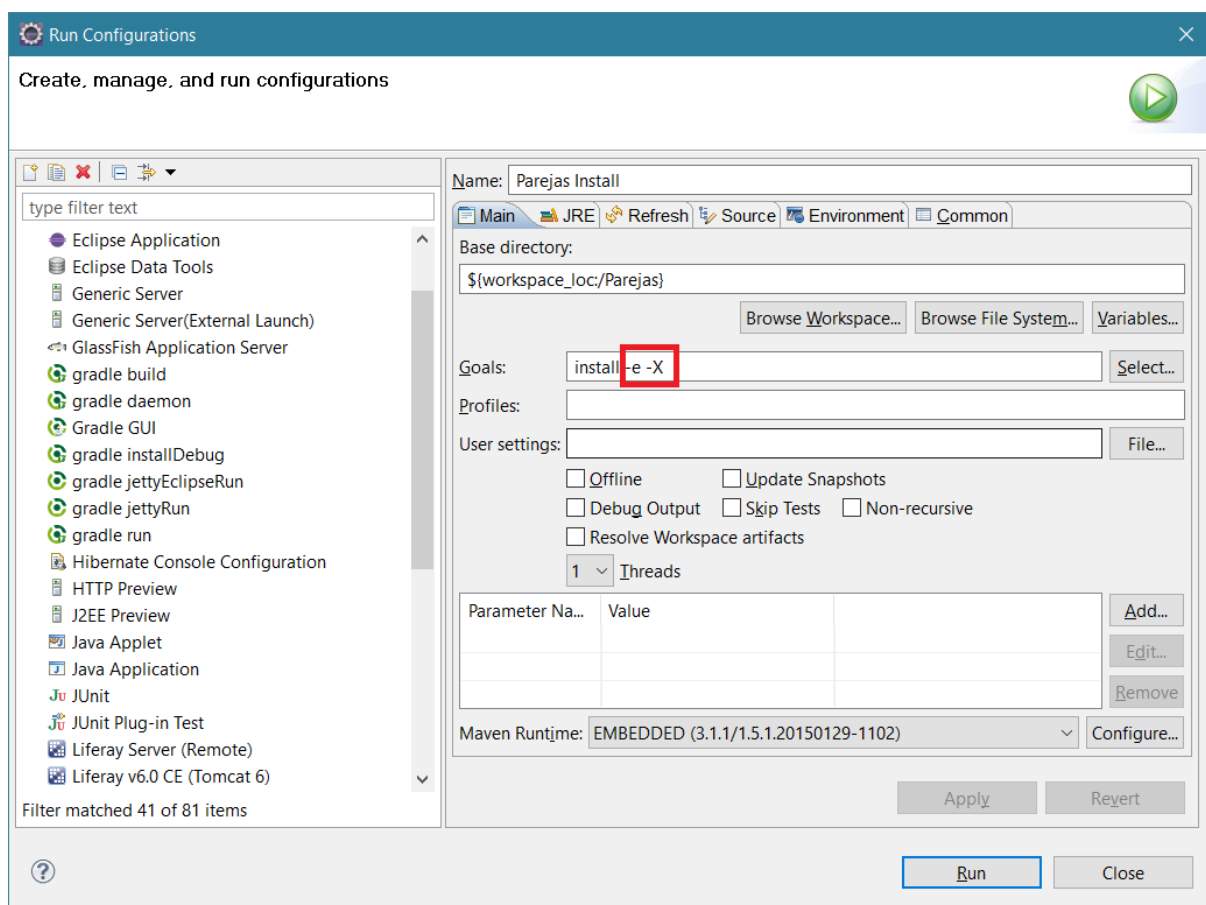 Run Configurations
Create, manage, and run configurations
type filter text
Eclipse Application
Eclipse Data Tools
Generic Server
Generic Server(External Launch)
GlassFish Application Server
gradle build
gradle daemon
Gradle GUI
gradle installDebug
gradle jettyEclipseRun
gradle jettyRun
gradle run
Hibernate Console Configuration
HTTP Preview
J2EE Preview
Java Applet
Java Application
JUnit
JUnit Plug-in Test
Liferay Server (Remote)
Liferay v6.0 CE (Tomcat 6)
Filter matched 41 of 81 items
Name: Parejas Install
Main JRE Refresh Source Environment Common
Base directory:
${workspace_loc:/Parejas}
Browse Workspace... Browse File System... Variables...
Goals: install -e -X Select...
Profiles:
User settings: File...
Offline Update Snapshots
Debug Output Skip Tests Non-recursive
Resolve Workspace artifacts
1 Threads
Parameter Na... Value Add...
Edit...
Remove
Maven Runtime: EMBEDDED (3.1.1/1.5.1.20150129-1102) Configure...
Apply Revert
Run Close